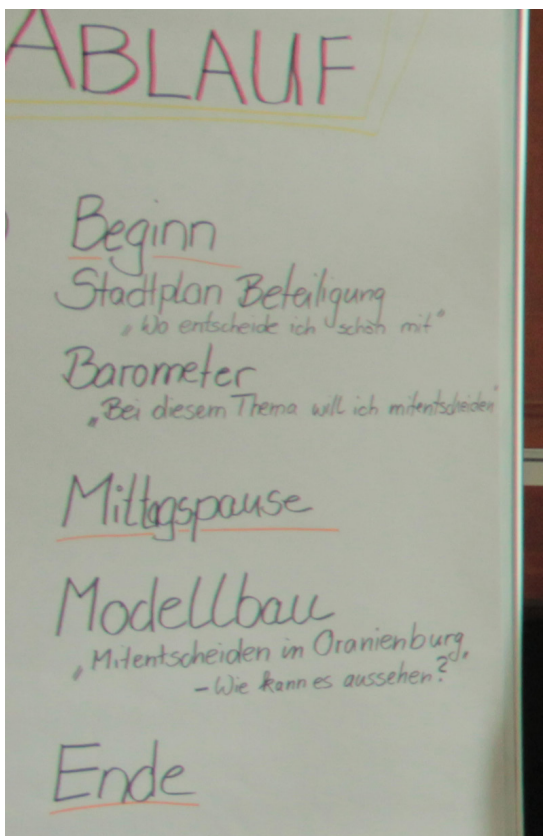 ABLAUF
Beginn
Stadtplan Beteiligung
„Wo entscheide ich schon mit"
Barometer
„Bei diesem Thema will ich mitentscheiden"
Mittagspause
Modellbau
„Mitentscheiden in Oranienburg"
- Wie kann es aussehen?
Ende